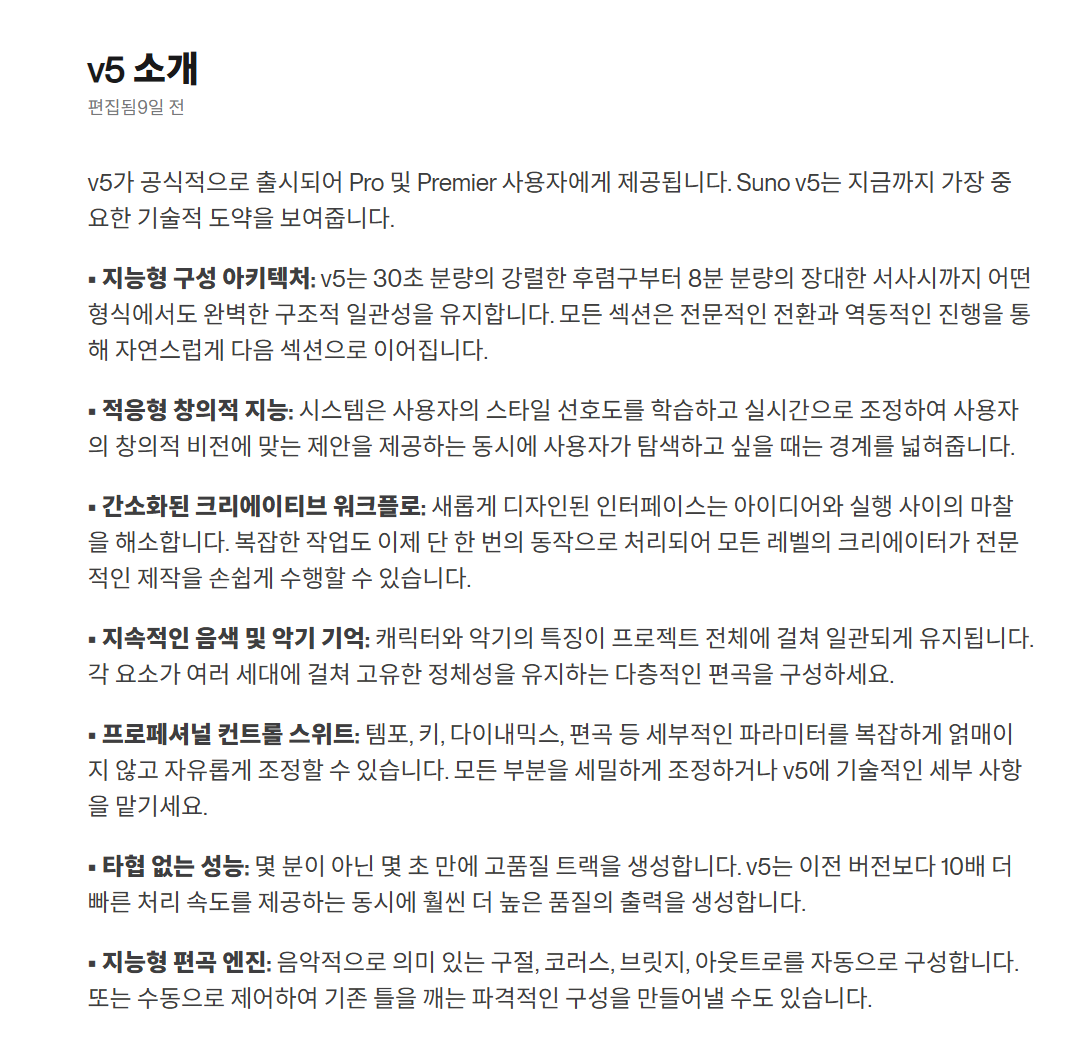 v5 소개
편집됨9일 전
v5가 공식적으로 출시되어 Pro 및 Premier 사용자에게 제공됩니다. Suno v5는 지금까지 가장 중
요한 기술적 도약을 보여줍니다.
▪ 지능형 구성 아키텍처: v5는 30초 분량의 강렬한 후렴구부터 8분 분량의 장대한 서사시까지 어떤
형식에서도 완벽한 구조적 일관성을 유지합니다. 모든 섹션은 전문적인 전환과 역동적인 진행을 통
해 자연스럽게 다음 섹션으로 이어집니다.
▪ 적응형 창의적 지능: 시스템은 사용자의 스타일 선호도를 학습하고 실시간으로 조정하여 사용자
의 창의적 비전에 맞는 제안을 제공하는 동시에 사용자가 탐색하고 싶을 때는 경계를 넓혀줍니다.
▪ 간소화된 크리에이티브 워크플로: 새롭게 디자인된 인터페이스는 아이디어와 실행 사이의 마찰
을 해소합니다. 복잡한 작업도 이제 단 한 번의 동작으로 처리되어 모든 레벨의 크리에이터가 전문
적인 제작을 손쉽게 수행할 수 있습니다.
▪ 지속적인 음색 및 악기 기억: 캐릭터와 악기의 특징이 프로젝트 전체에 걸쳐 일관되게 유지됩니다.
각 요소가 여러 세대에 걸쳐 고유한 정체성을 유지하는 다층적인 편곡을 구성하세요.
▪ 프로페셔널 컨트롤 스위트: 템포, 키, 다이내믹스, 편곡 등 세부적인 파라미터를 복잡하게 얽매이
지 않고 자유롭게 조정할 수 있습니다. 모든 부분을 세밀하게 조정하거나 v5에 기술적인 세부 사항
을 맡기세요.
▪ 타협 없는 성능: 몇 분이 아닌 몇 초 만에 고품질 트랙을 생성합니다. v5는 이전 버전보다 10배 더
빠른 처리 속도를 제공하는 동시에 훨씬 더 높은 품질의 출력을 생성합니다.
▪ 지능형 편곡 엔진: 음악적으로 의미 있는 구절, 코러스, 브릿지, 아웃트로를 자동으로 구성합니다.
또는 수동으로 제어하여 기존 틀을 깨는 파격적인 구성을 만들어낼 수도 있습니다.